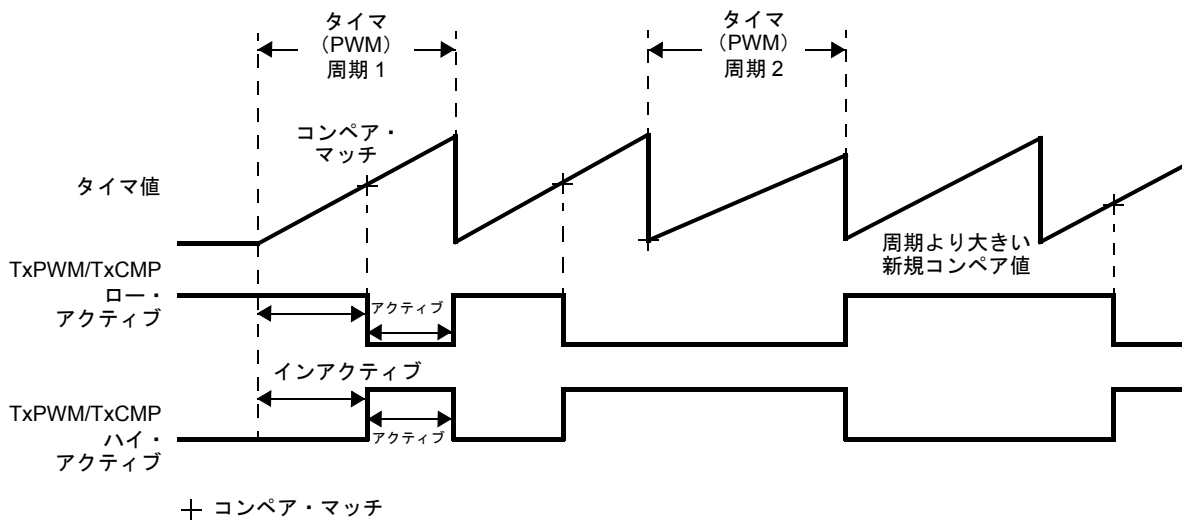 タイマ
（PWM）
周期 1
タイマ
（PWM）
周期 2
コンペア・
マッチ
タイマ値
周期より大きい
新規コンペア値
TxPWM/TxCMP
ロー・
アクティブ
アクティブ
インアクティブ
TxPWM/TxCMP
ハイ・
アクティブ
アクティブ
コンペア・マッチ